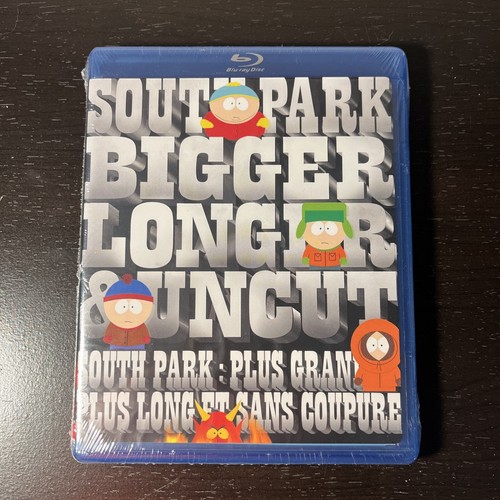 Blu-ray Disc
SOUTH PARK
BIGGER
LONGER
& UNCUT
SOUTH PARK : PLUS GRAND
PLUS LONG ET SANS COUPURE